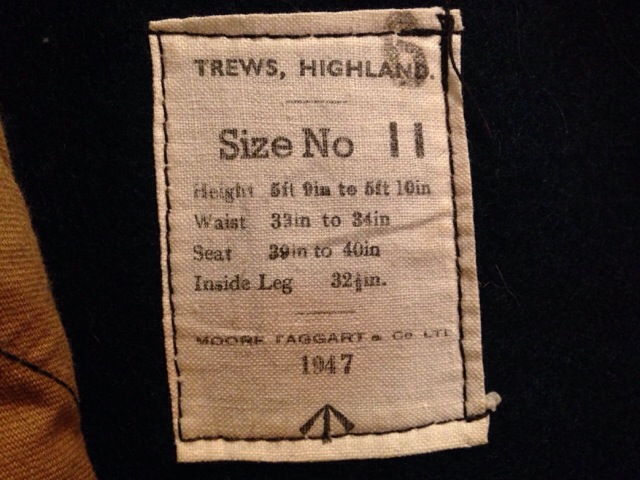 TREWS, HIGHLAND.
Size No 11
Height 5ft 9in to 5ft 10in
Waist 33in to 34in
Seat 39in to 40in
Inside Leg 32½in.
MOORE TAGGART & Co LTD
1947